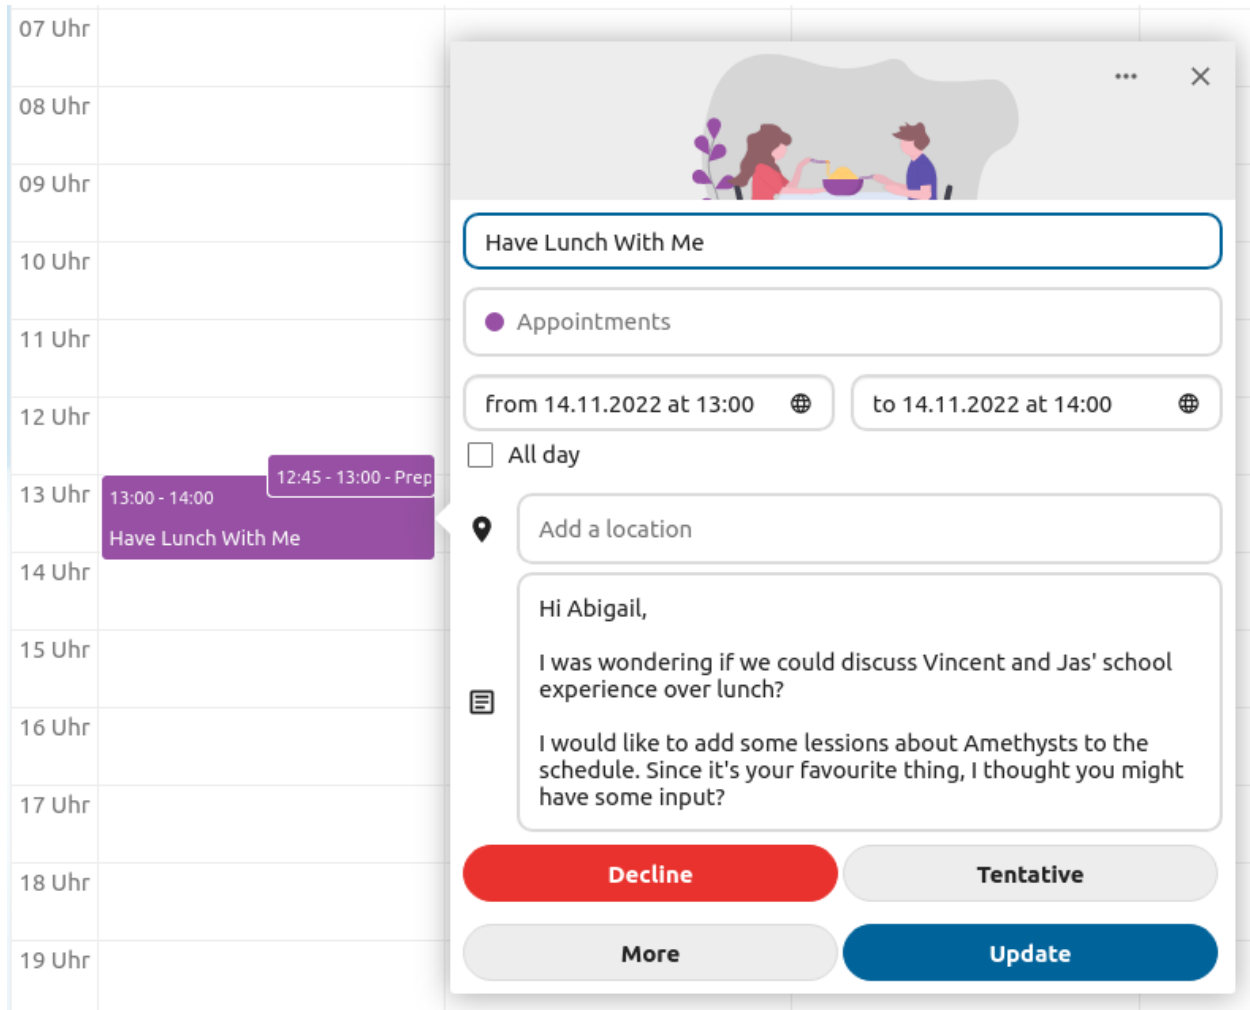 07 Uhr
08 Uhr
09 Uhr
10 Uhr
11 Uhr
12 Uhr
13 Uhr
14 Uhr
15 Uhr
16 Uhr
17 Uhr
18 Uhr
19 Uhr
12:45 - 13:00 - Prep
13:00 - 14:00
Have Lunch With Me
Have Lunch With Me
Appointments
from 14.11.2022 at 13:00
to 14.11.2022 at 14:00
All day
Add a location
Hi Abigail,
I was wondering if we could discuss Vincent and Jas' school
experience over lunch?
I would like to add some lessions about Amethysts to the
schedule. Since it's your favourite thing, I thought you might
have some input?
Decline
Tentative
More
Update